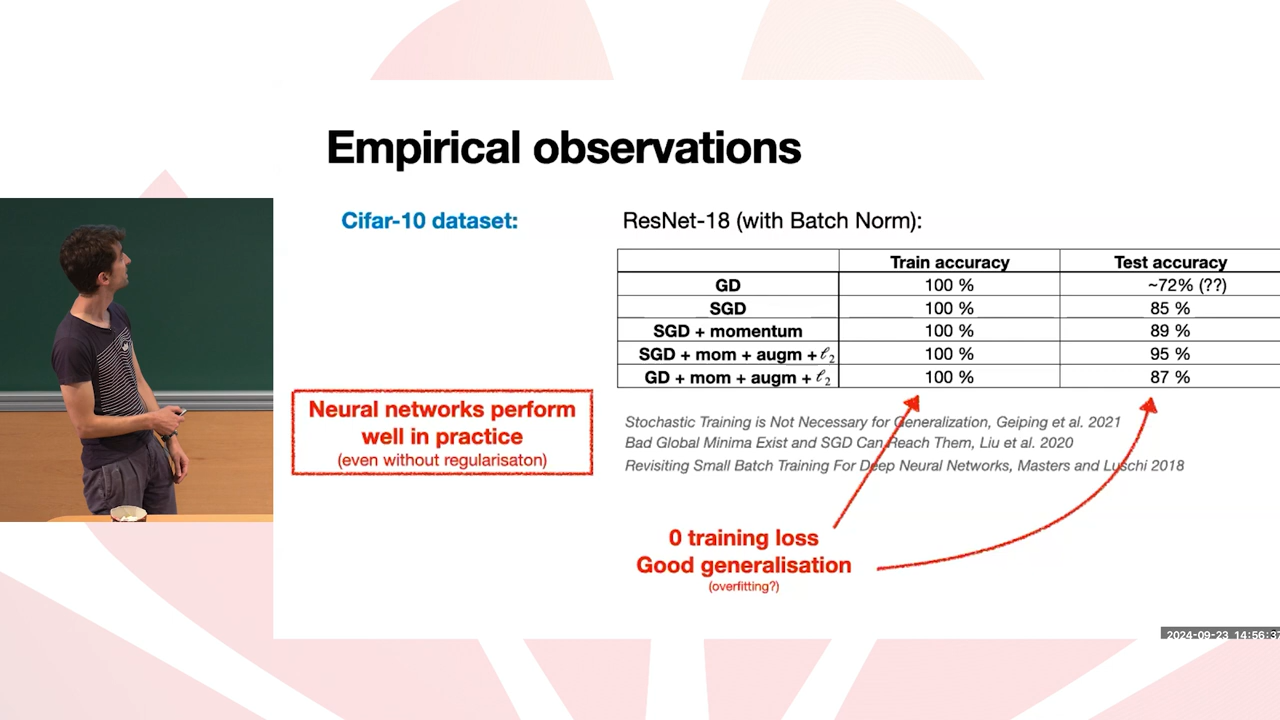 Empirical observations
Cifar-10 dataset:
ResNet-18 (with Batch Norm):
Train accuracy Test accuracy
GD 100 % ~72% (??)
SGD 100 % 85 %
SGD + momentum 100 % 89 %
SGD + mom + augm + ℓ₂ 100 % 95 %
GD + mom + augm + ℓ₂ 100 % 87 %
Neural networks perform
well in practice
(even without regularisaton)
Stochastic Training is Not Necessary for Generalization, Geiping et al. 2021
Bad Global Minima Exist and SGD Can Reach Them, Liu et al. 2020
Revisiting Small Batch Training For Deep Neural Networks, Masters and Luschi 2018
0 training loss
Good generalisation
(overfitting?)
2024-09-23 14:56:3